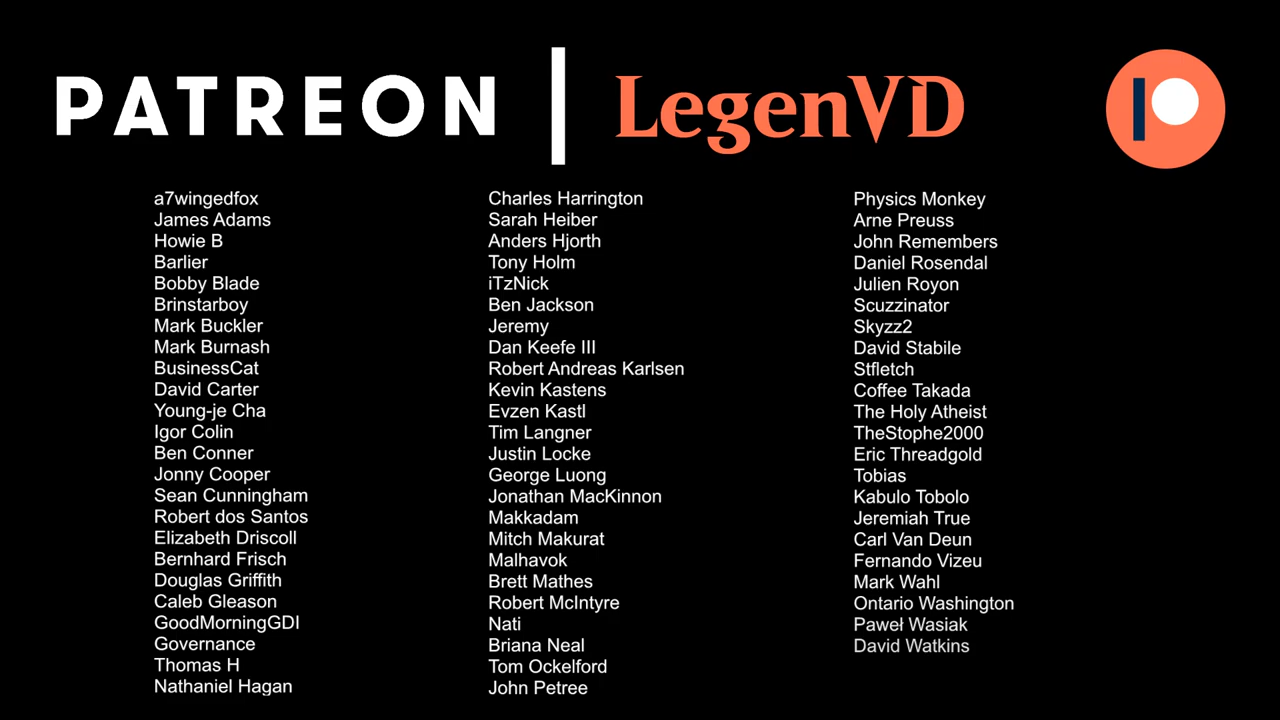 PATREON | LegenVD
a7wingedfox
James Adams
Howie B
Barlier
Bobby Blade
Brinstarboy
Mark Buckler
Mark Burnash
BusinessCat
David Carter
Young-je Cha
Igor Colin
Ben Conner
Jonny Cooper
Sean Cunningham
Robert dos Santos
Elizabeth Driscoll
Bernhard Frisch
Douglas Griffith
Caleb Gleason
GoodMorningGDI
Governance
Thomas H
Nathaniel Hagan
Charles Harrington
Sarah Heiber
Anders Hjorth
Tony Holm
iTzNick
Ben Jackson
Jeremy
Dan Keefe III
Robert Andreas Karlsen
Kevin Kastens
Evzen Kastl
Tim Langner
Justin Locke
George Luong
Jonathan MacKinnon
Makkadam
Mitch Makurat
Malhavok
Brett Mathes
Robert McIntyre
Nati
Briana Neal
Tom Ockelford
John Petree
Physics Monkey
Arne Preuss
John Remembers
Daniel Rosendal
Julien Royon
Scuzzinator
Skyzz2
David Stabile
Stfletch
Coffee Takada
The Holy Atheist
TheStophe2000
Eric Threadgold
Tobias
Kabulo Tobolo
Jeremiah True
Carl Van Deun
Fernando Vizeu
Mark Wahl
Ontario Washington
Paweł Wasiak
David Watkins